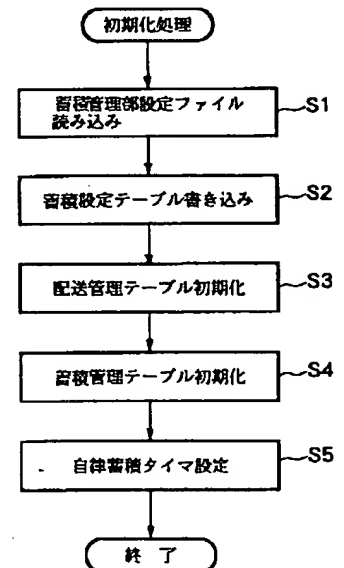 初期化処理
蓄積管理部設定ファイル
読み込み
S1
蓄積設定テーブル書き込み
S2
配送管理テーブル初期化
S3
蓄積管理テーブル初期化
S4
自律蓄積タイマ設定
S5
終 了